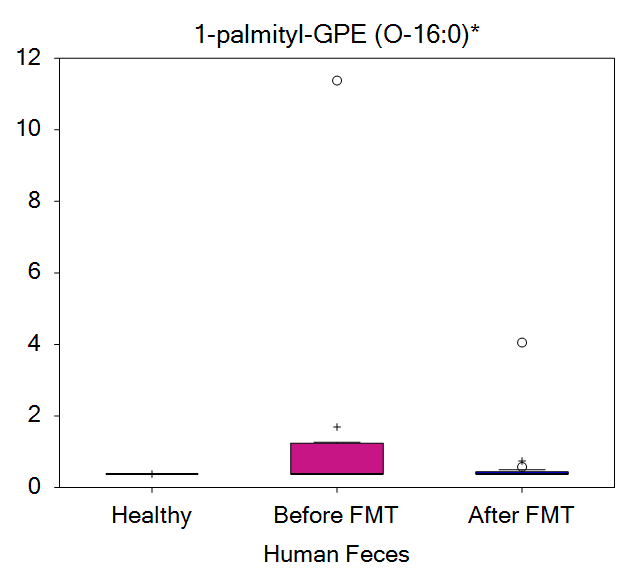 1-palmityl-GPE (O-16:0)*
12
10
8
6
4
2
0
Healthy Before FMT After FMT
Human Feces